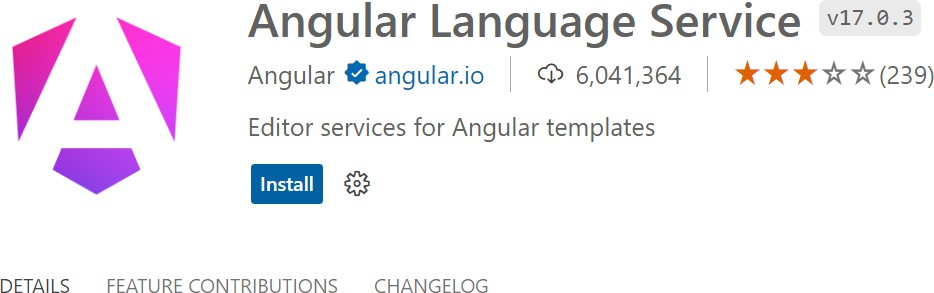 Angular Language Service v17.0.3
Angular angular.io 6,041,364 (239)
Editor services for Angular templates
Install
DETAILS FEATURE CONTRIBUTIONS CHANGELOG